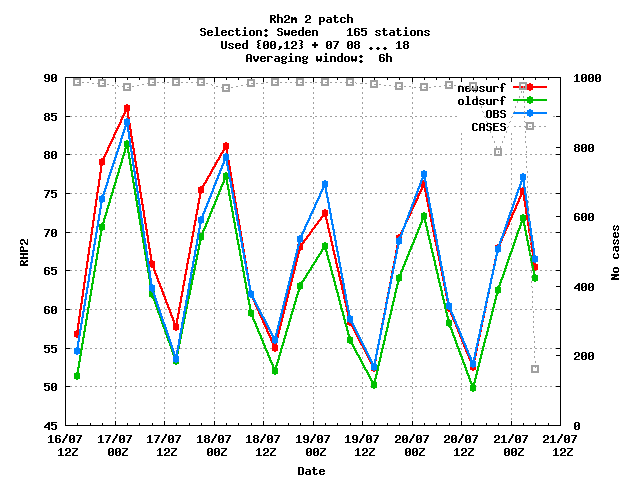 Rh2m 2 patch
Selection: Sweden    165 stations
Used {00,12} + 07 08 ... 18
Averaging window:  6h
90
85
80
75
70
65
60
55
50
45
RHP2
1000
800
600
400
200
0
No cases
newsurf
oldsurf
OBS
CASES
16/07 17/07 17/07 18/07 18/07 19/07 19/07 20/07 20/07 21/07 21/07
12Z 00Z 12Z 00Z 12Z 00Z 12Z 00Z 12Z 00Z 12Z
Date